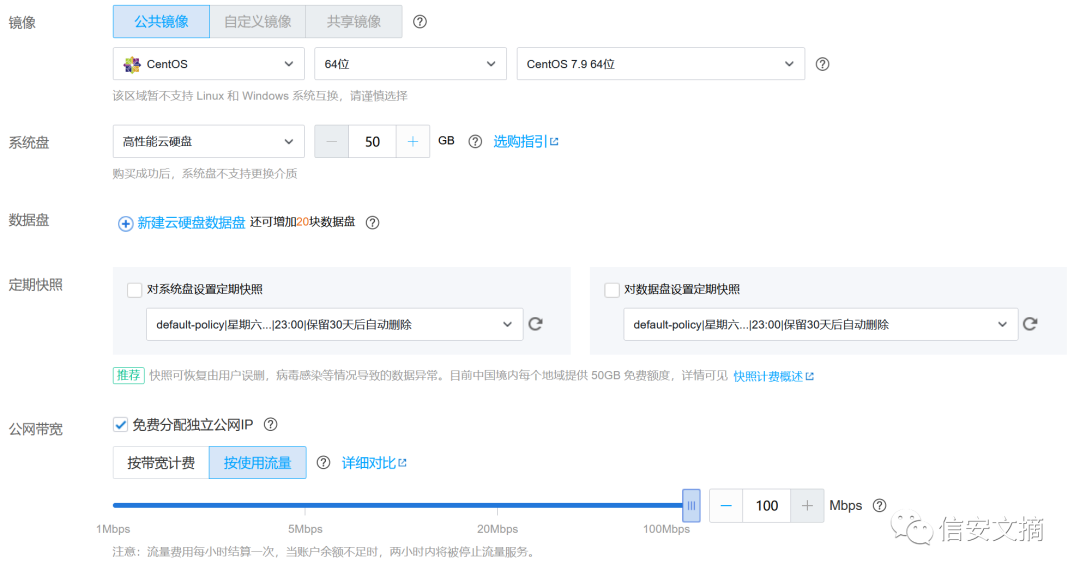 镜像
公共镜像 自定义镜像 共享镜像
CentOS 64位 CentOS 7.9 64位
该区域暂不支持 Linux 和 Windows 系统互换，请谨慎选择
系统盘
高性能云硬盘 50 GB 选购指引
购买成功后，系统盘不支持更换介质
数据盘
新建云硬盘数据盘 还可增加20块数据盘
定期快照
对系统盘设置定期快照 对数据盘设置定期快照
default-policy|星期六...|23:00|保留30天后自动删除 default-policy|星期六...|23:00|保留30天后自动删除
推荐 快照可恢复由用户误删，病毒感染等情况导致的数据异常。目前中国境内每个地域提供 50GB 免费额度，详情可见 快照计费概述
公网带宽
免费分配独立公网IP
按带宽计费 按使用流量 详细对比
100 Mbps
1Mbps 5Mbps 20Mbps 100Mbps
注意：流量费用每小时结算一次，当账户余额不足时，两小时内将被停止流量服务。
信安文摘